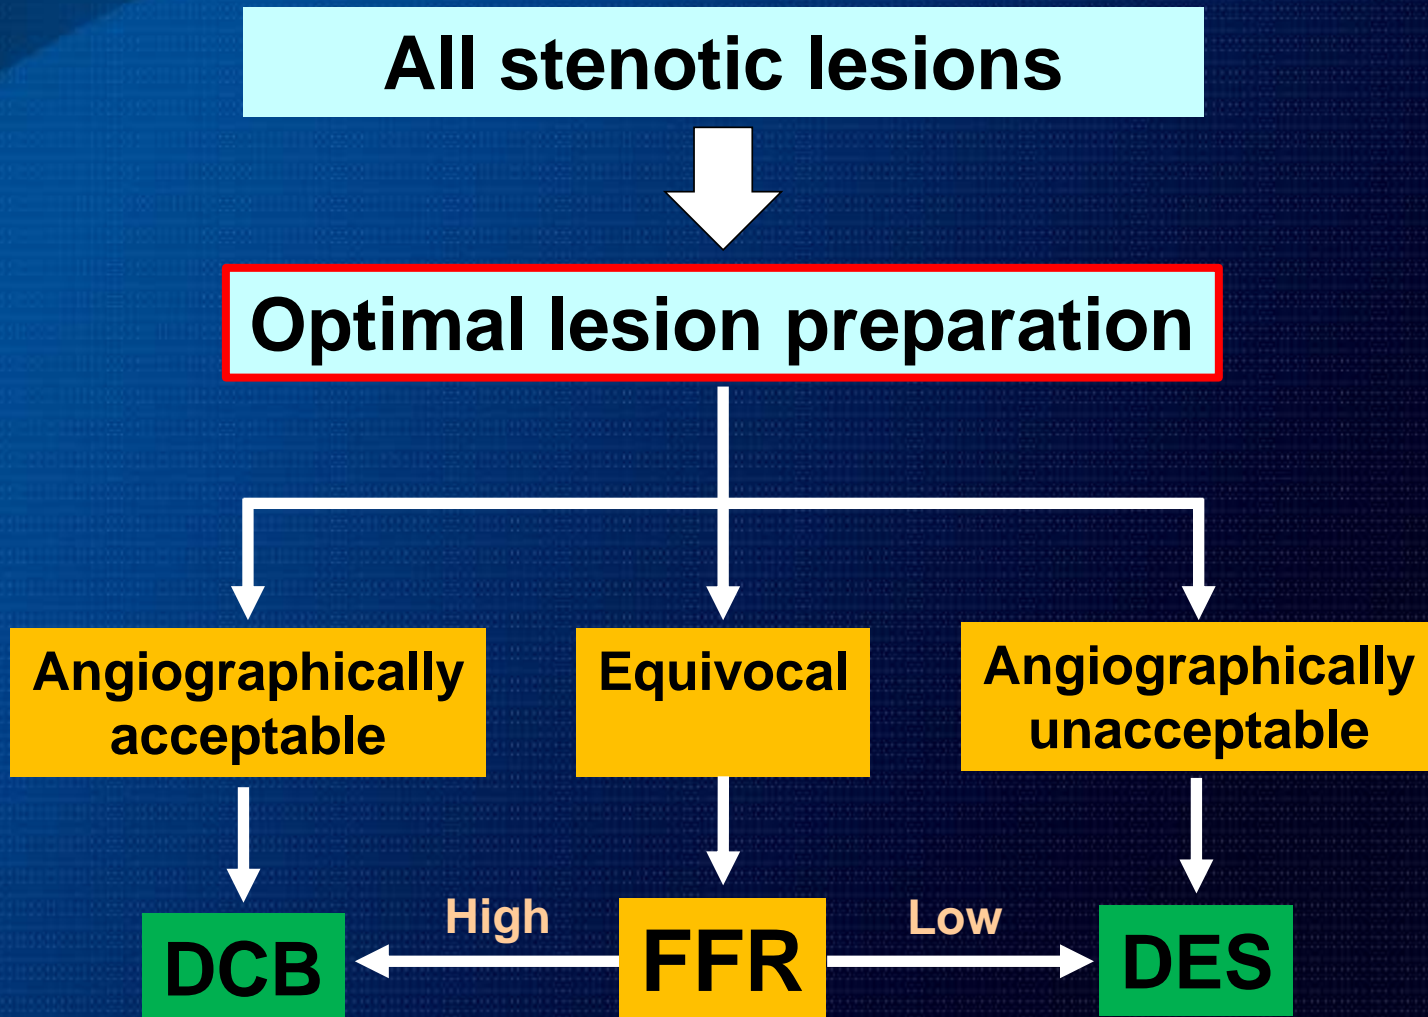 All stenotic lesions
Optimal lesion preparation
Angiographically
acceptable
Equivocal
Angiographically
unacceptable
High
Low
DCB
FFR
DES